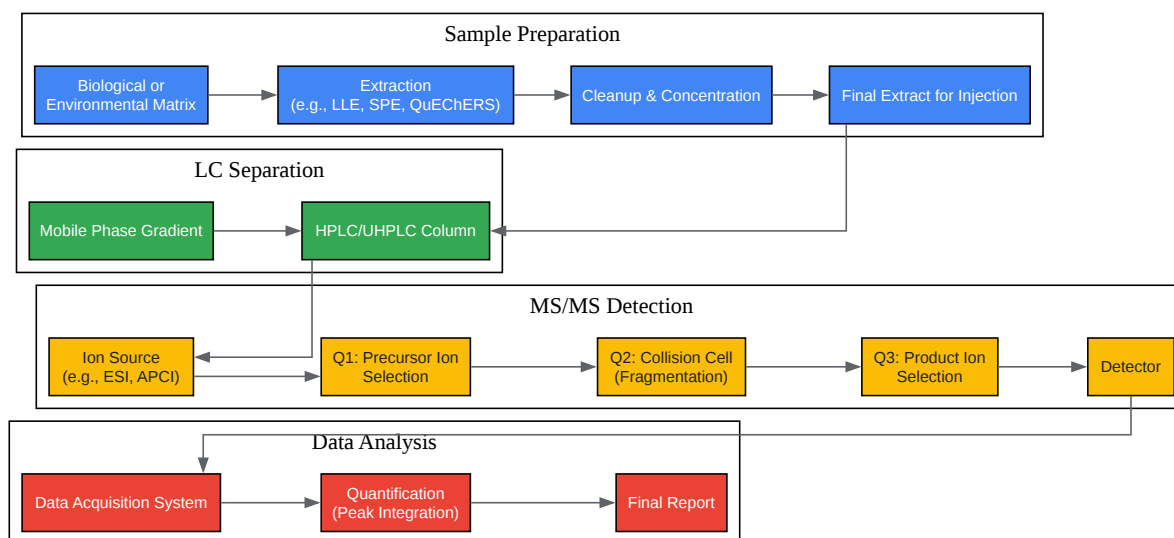 Sample Preparation
Biological or
Environmental Matrix
Extraction
(e.g., LLE, SPE, QuEChERS)
Cleanup & Concentration
Final Extract for Injection
LC Separation
Mobile Phase Gradient
HPLC/UHPLC Column
MS/MS Detection
Ion Source
(e.g., ESI, APCI)
Q1: Precursor Ion
Selection
Q2: Collision Cell
(Fragmentation)
Q3: Product Ion
Selection
Detector
Data Analysis
Data Acquisition System
Quantification
(Peak Integration)
Final Report